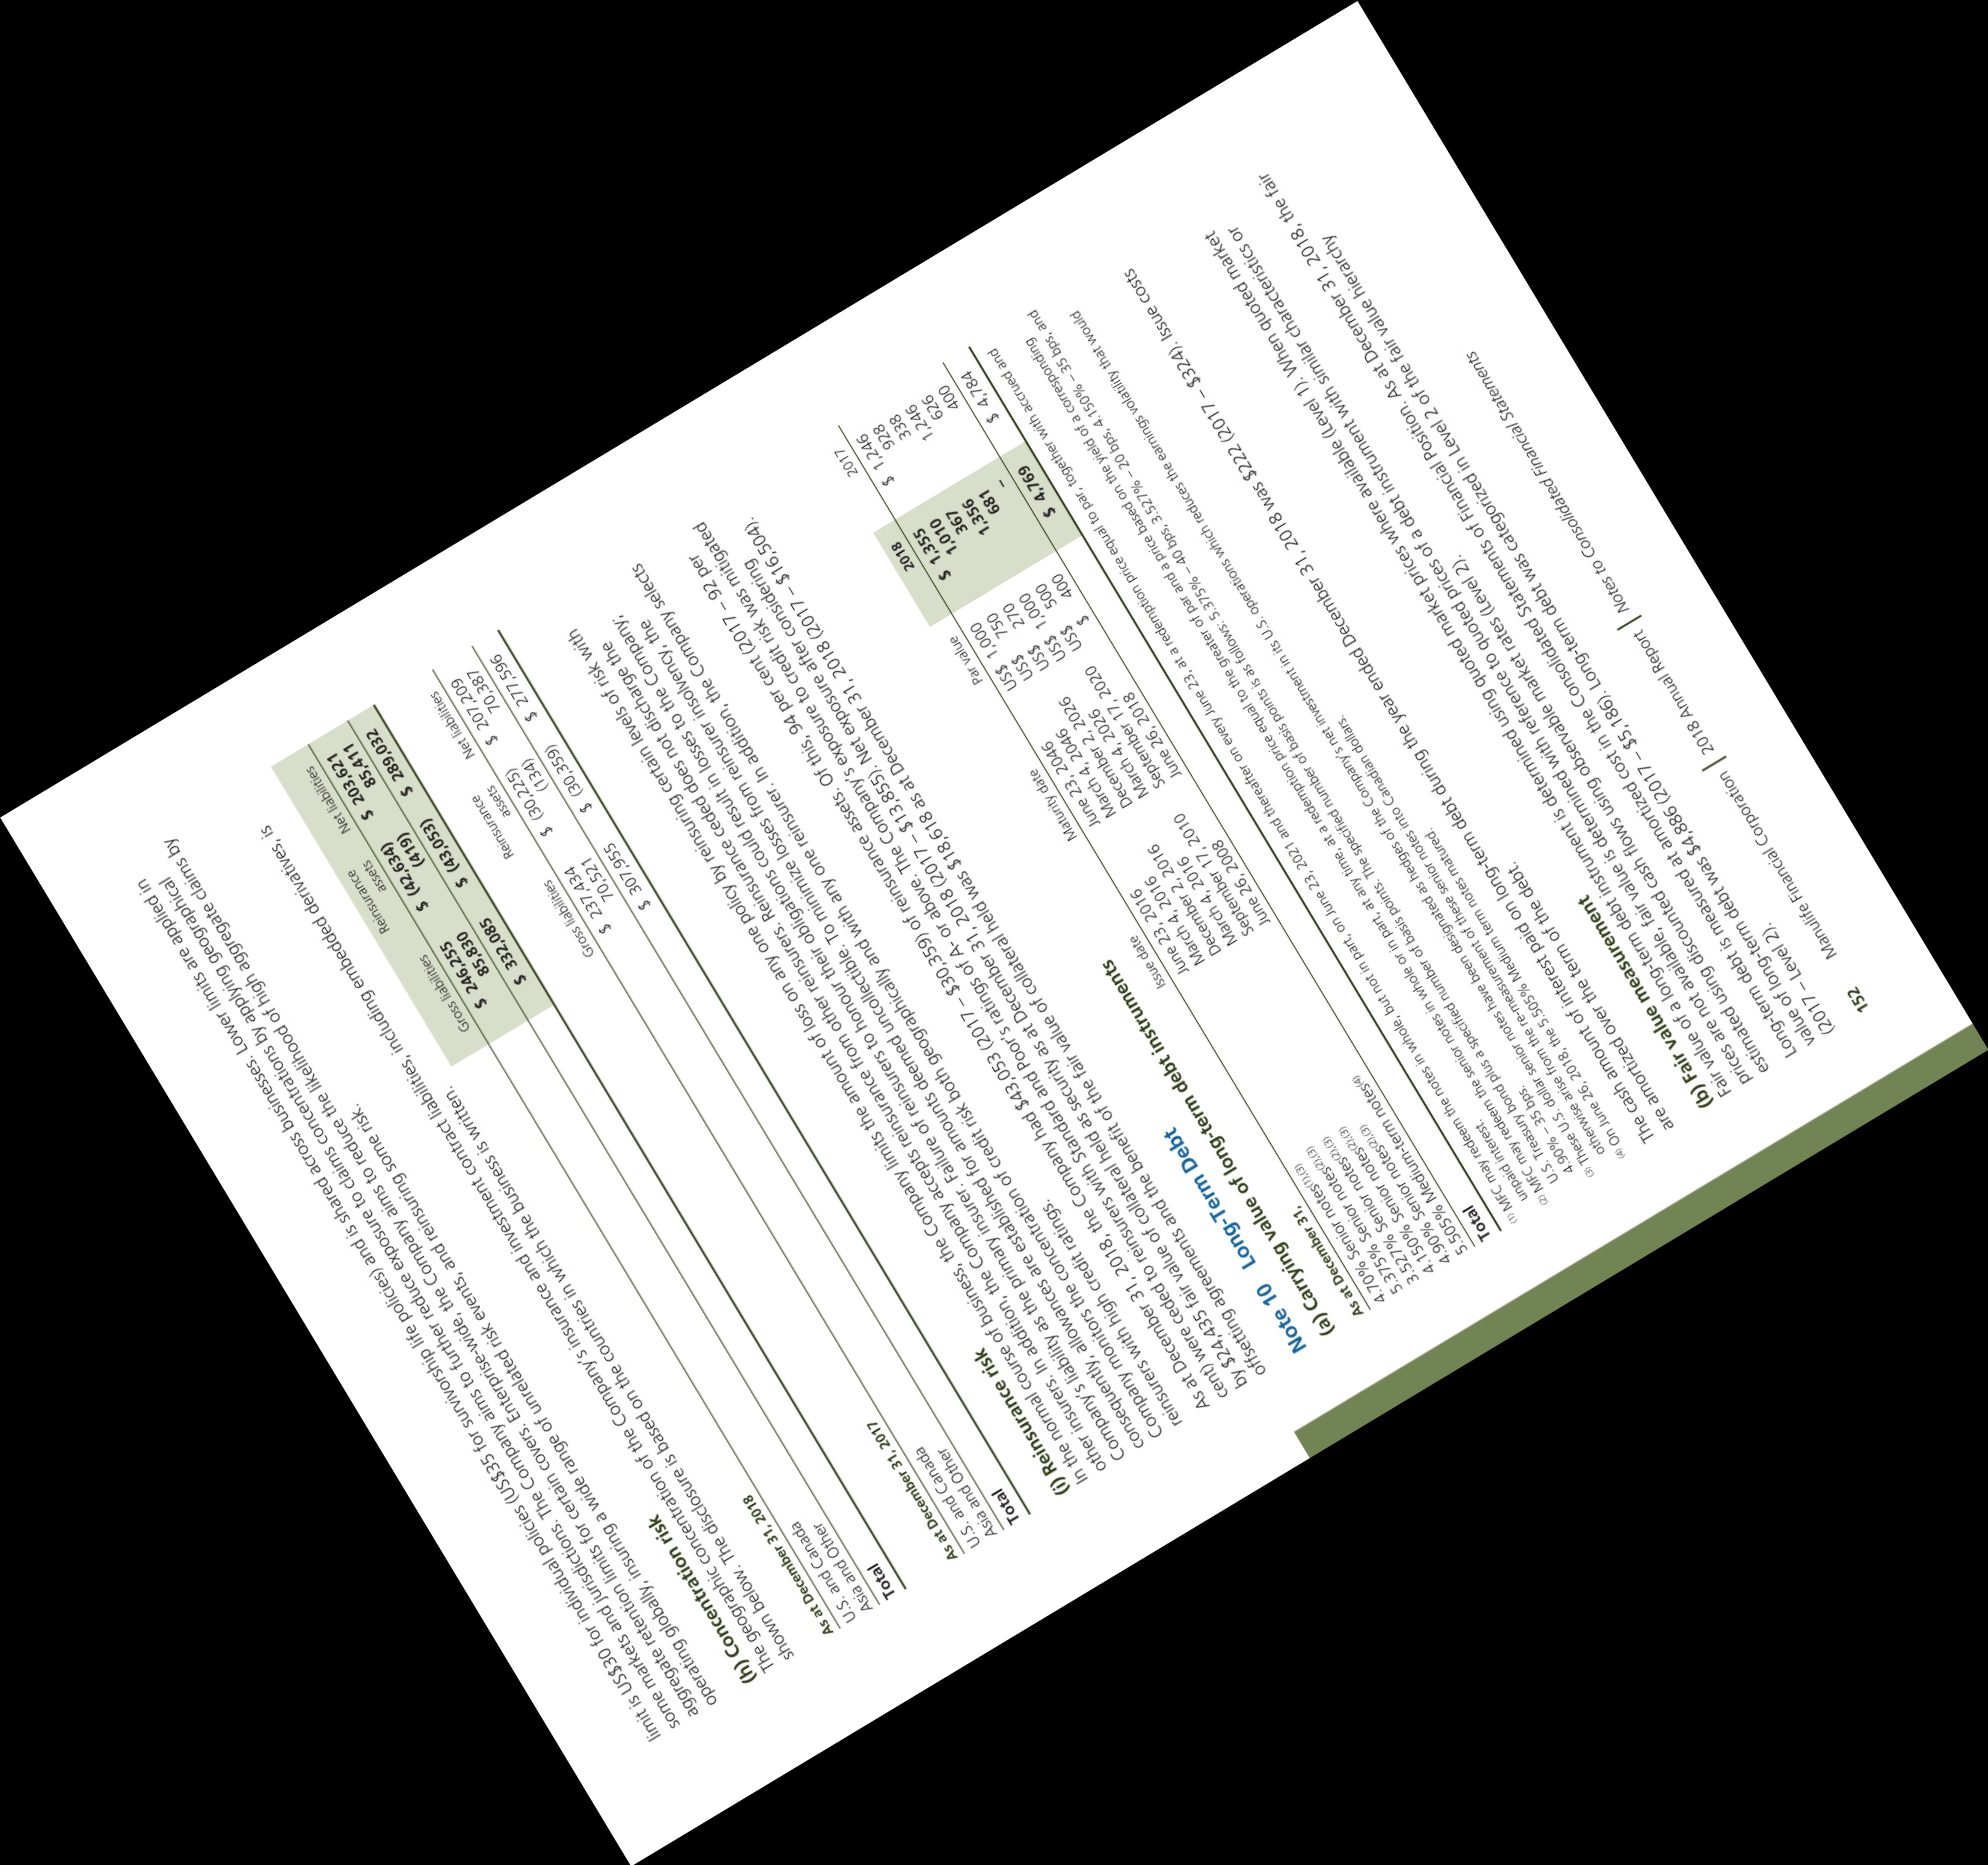 limit is US$30 for individual policies (US$35 for survivorship life policies) and is shared across businesses. Lower limits are applied in
some markets and jurisdictions. The Company aims to further reduce exposure to claims concentrations by applying geographical
aggregate retention limits for certain covers. Enterprise-wide, the Company aims to reduce the likelihood of high aggregate claims by
operating globally, insuring a wide range of unrelated risk events, and reinsuring some risk.
(h) Concentration risk
The geographic concentration of the Company's insurance and investment contract liabilities, including embedded derivatives, is
shown below. The disclosure is based on the countries in which the business is written.
As at December 31, 2018 Gross liabilities Reinsurance assets Net liabilities
U.S. and Canada $ 246,255 $ (42,634) $ 203,621
Asia and Other 85,830 (419) 85,411
Total $ 332,085 $ (43,053) $ 289,032
As at December 31, 2017 Gross liabilities Reinsurance assets Net liabilities
U.S. and Canada $ 237,434 $ (30,225) $ 207,209
Asia and Other 70,521 (134) 70,387
Total $ 307,955 $ (30,359) $ 277,596
(i) Reinsurance risk
In the normal course of business, the Company limits the amount of loss on any one policy by reinsuring certain levels of risk with
other insurers. In addition, the Company accepts reinsurance from other reinsurers. Reinsurance ceded does not discharge the
Company's liability as the primary insurer. Failure of reinsurers to honour their obligations could result in losses to the Company;
consequently, allowances are established for amounts deemed uncollectible. To minimize losses from reinsurer insolvency, the
Company monitors the concentration of credit risk both geographically and with any one reinsurer. In addition, the Company selects
reinsurers with high credit ratings.
As at December 31, 2018, the Company had $43,053 (2017 – $30,359) of reinsurance assets. Of this, 94 per cent (2017 – 92 per
cent) were ceded to reinsurers with Standard and Poor's ratings of A- or above. The Company's exposure to credit risk was mitigated
by $24,435 fair value of collateral held as security as at December 31, 2018 (2017 – $13,855). Net exposure after considering
offsetting agreements and the benefit of the fair value of collateral held was $18,618 as at December 31, 2018 (2017 – $16,504).
Note 10 Long-Term Debt
(a) Carrying value of long-term debt instruments
As at December 31, Issue date Maturity date Par value 2018 2017
4.70% Senior notes(1),(3) June 23, 2016 June 23, 2046 US$ 1,000 $ 1,355 $ 1,246
5.375% Senior notes(2),(3) March 4, 2016 March 4, 2046 US$ 750 1,010 928
3.527% Senior notes(2),(3) December 2, 2016 December 2, 2026 US$ 270 367 338
4.150% Senior notes(2),(3) March 4, 2016 March 4, 2026 US$ 1,000 1,356 1,246
4.90% Senior notes(2),(3) September 17, 2010 September 17, 2020 US$ 500 681 626
5.505% Medium-term notes(4) June 26, 2008 June 26, 2018 $ 400 – 400
Total $ 4,769 $ 4,784
(1) MFC may redeem the notes in whole, but not in part, on June 23, 2021 and thereafter on every June 23, at a redemption price equal to par, together with accrued and
unpaid interest.
(2) MFC may redeem the senior notes in whole or in part, at any time, at a redemption price equal to the greater of par and a price based on the yield of a corresponding
U.S. Treasury bond plus a specified number of basis points. The specified number of basis points is as follows: 5.375% – 40 bps, 3.527% – 20 bps, 4.150% – 35 bps, and
4.90% – 35 bps.
(3) These U.S. dollar senior notes have been designated as hedges of the Company's net investment in its U.S. operations which reduces the earnings volatility that would
otherwise arise from the re-measurement of these senior notes into Canadian dollars.
(4) On June 26, 2018, the 5.505% Medium term notes matured.
The cash amount of interest paid on long-term debt during the year ended December 31, 2018 was $222 (2017 – $324). Issue costs
are amortized over the term of the debt.
(b) Fair value measurement
Fair value of a long-term debt instrument is determined using quoted market prices where available (Level 1). When quoted market
prices are not available, fair value is determined with reference to quoted prices of a debt instrument with similar characteristics or
estimated using discounted cash flows using observable market rates (Level 2).
Long-term debt is measured at amortized cost in the Consolidated Statements of Financial Position. As at December 31, 2018, the fair
value of long-term debt was $4,886 (2017 – $5,186). Long-term debt was categorized in Level 2 of the fair value hierarchy
(2017 – Level 2).
152 Manulife Financial Corporation | 2018 Annual Report | Notes to Consolidated Financial Statements